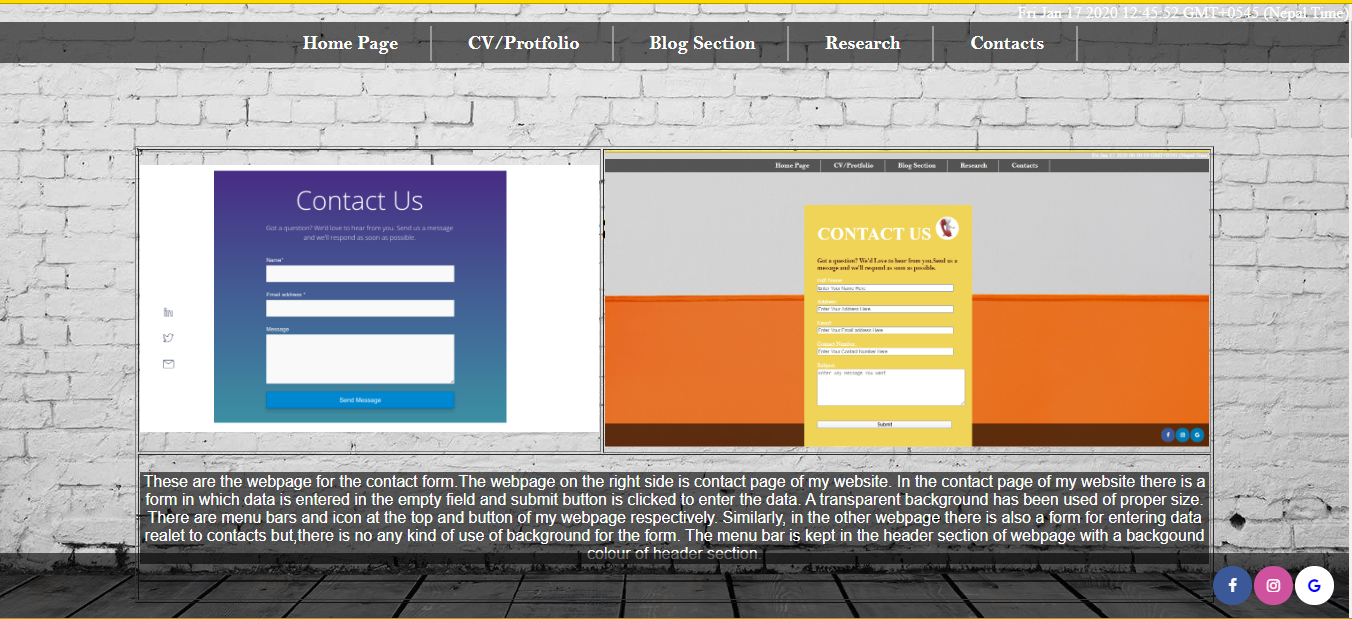 Fri Jan 17 2020 12:45:52 GMT+0545 (Nepal Time)
Home Page
CV/Protfolio
Blog Section
Research
Contacts
Contact Us
Got a question? We'd love to hear from you. Send us a message
and we'll respond as soon as possible.
Name*
Email address *
Message
Send Message
Home Page
CV/Protfolio
Blog Section
Research
Contacts
CONTACT US
Got a question? We'd Love to hear from you.Send us a
message and we'll respond as soon as possible.
Full Name:
Enter Your Name Here
Address:
Enter Your Address Here
Email:
Enter Your Email address Here
Contact Number:
Enter Your Contact Number Here
enter any message you want
Submit
These are the webpage for the contact form.The webpage on the right side is contact page of my website. In the contact page of my website there is a
form in which data is entered in the empty field and submit button is clicked to enter the data. A transparent background has been used of proper size.
There are menu bars and icon at the top and button of my webpage respectively. Similarly, in the other webpage there is also a form for entering data
realet to contacts but,there is no any kind of use of background for the form. The menu bar is kept in the header section of webpage with a backgound
colour of header section.